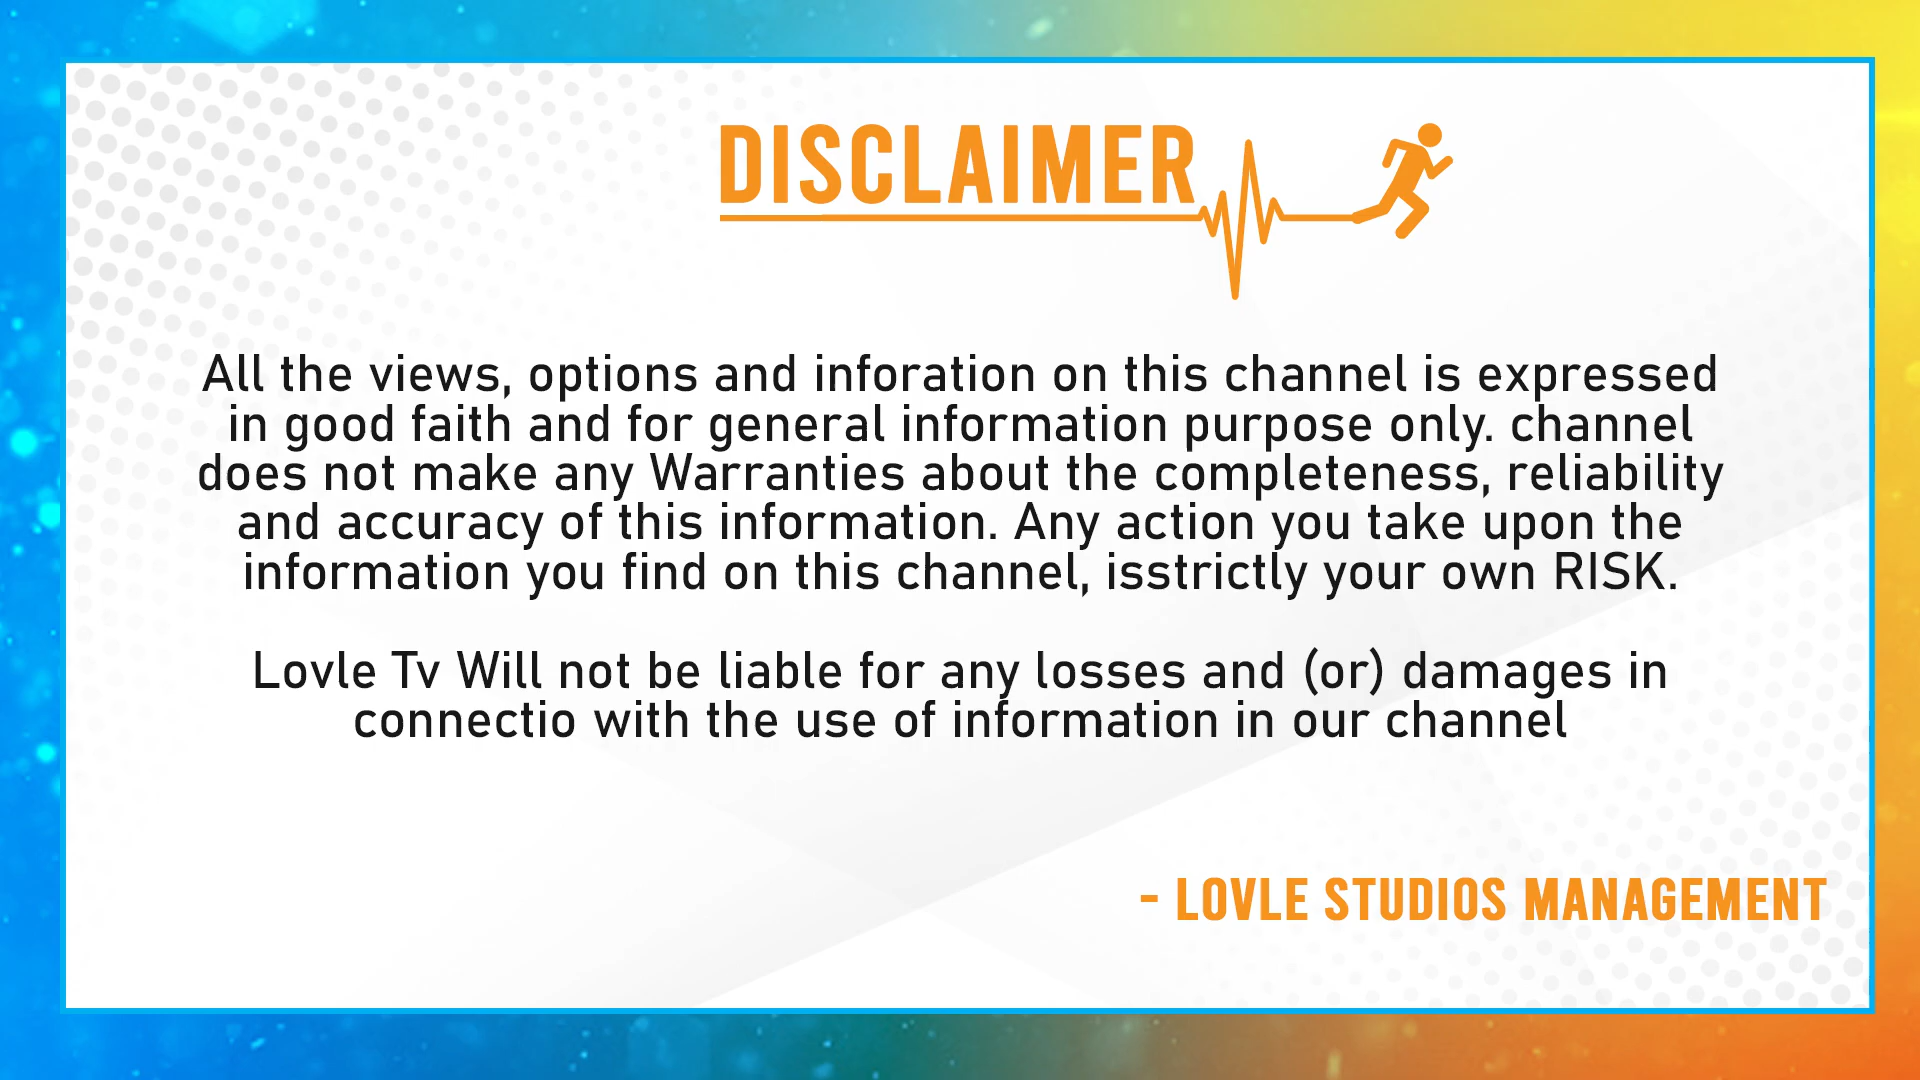 DISCLAIMER
All the views, options and inforation on this channel is expressed
in good faith and for general information purpose only. channel
does not make any Warranties about the completeness, reliability
and accuracy of this information. Any action you take upon the
information you find on this channel, isstrictly your own RISK.
Lovle Tv Will not be liable for any losses and (or) damages in
connectio with the use of information in our channel
- LOVLE STUDIOS MANAGEMENT